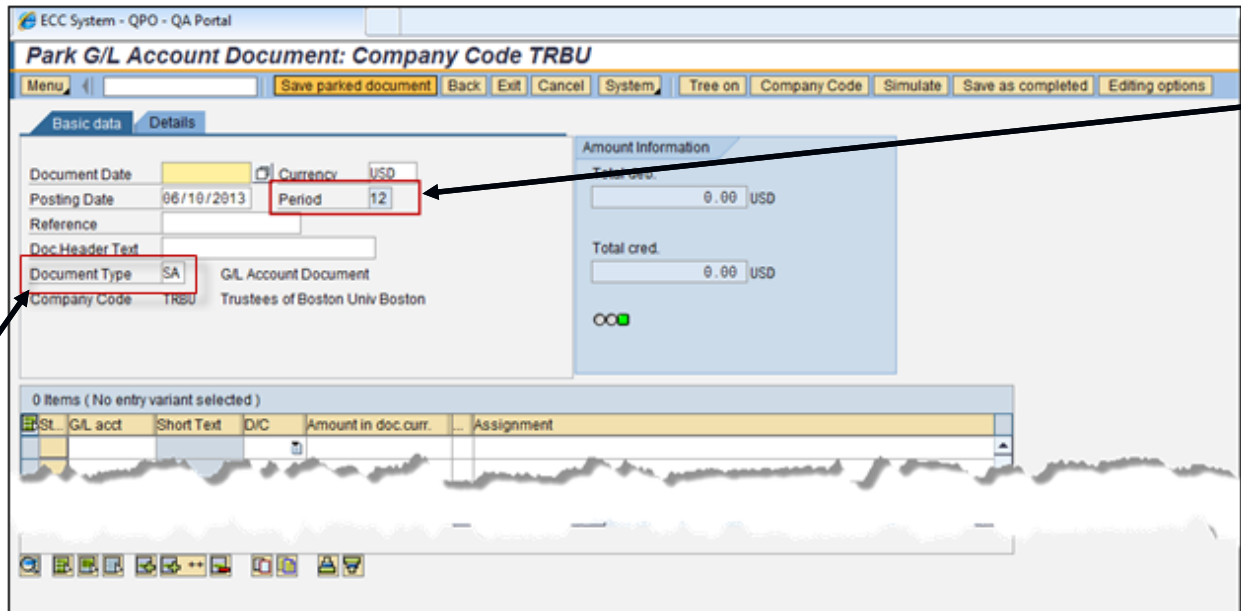 ECC System - QPO - QA Portal
Park G/L Account Document: Company Code TRBU
Menu Save parked document Back Exit Cancel System Tree on Company Code Simulate Save as completed Editing options
Basic data Details
Amount Information
Document Date Currency USD
Total deb.
Posting Date 06/10/2013 Period 12
0.00 USD
Reference
Doc.Header Text
Total cred.
Document Type SA G/L Account Document
0.00 USD
Company Code TRBU Trustees of Boston Univ Boston
0 Items ( No entry variant selected )
St... G/L acct Short Text D/C Amount in doc.curr. ... Assignment